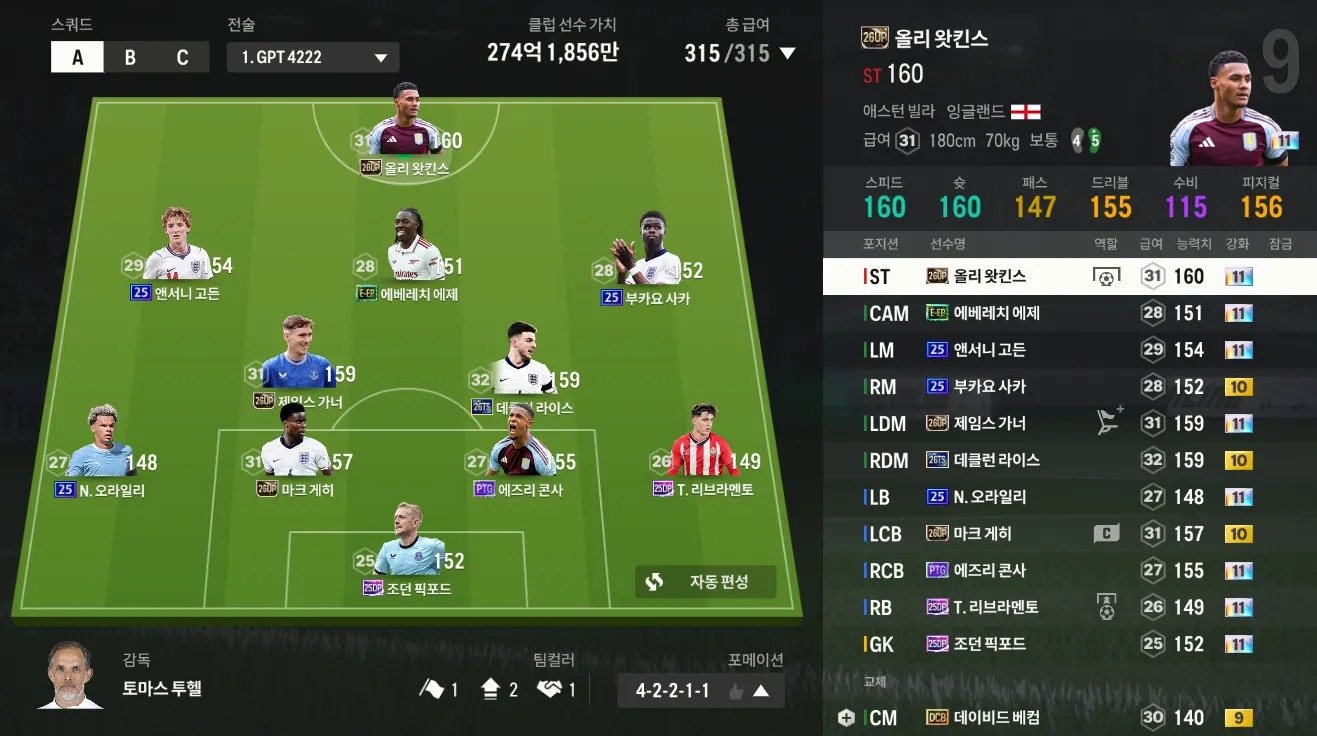 스쿼드 전술 클럽 선수 가치 총 급여
A B C 1. GPT 4222 274억 1,856만 315 /315
31 160
26UP 올리 왓킨스
29 154
25 앤서니 고든
28 151
E-EP 에베레치 에제
28 152
25 부카요 사카
31 159
26UP 제임스 가너
32 159
26TS 데클런 라이스
27 148
25 N. 오라일리
31 157
26UP 마크 게히
27 155
PTG 에즈리 콘사
26 149
25DP T. 리브라멘토
25 152
25DP 조던 픽포드
자동 편성
감독 팀컬러 포메이션
토마스 투헬 1 2 1 4-2-2-1-1
26UP 올리 왓킨스 9
ST 160
애스턴 빌라 잉글랜드
급여 31 180cm 70kg 보통 4 5 11
스피드 슛 패스 드리블 수비 피지컬
160 160 147 155 115 156
포지션 선수명 역할 급여 능력치 강화 잠금
ST 26UP 올리 왓킨스 31 160 11
CAM E-EP 에베레치 에제 28 151 11
LM 25 앤서니 고든 29 154 11
RM 25 부카요 사카 28 152 10
LDM 26UP 제임스 가너 31 159 11
RDM 26TS 데클런 라이스 32 159 10
LB 25 N. 오라일리 27 148 11
LCB 26UP 마크 게히 C 31 157 10
RCB PTG 에즈리 콘사 27 155 11
RB 25DP T. 리브라멘토 26 149 11
GK 25DP 조던 픽포드 25 152 11
교체
CM DCB 데이비드 베컴 30 140 9